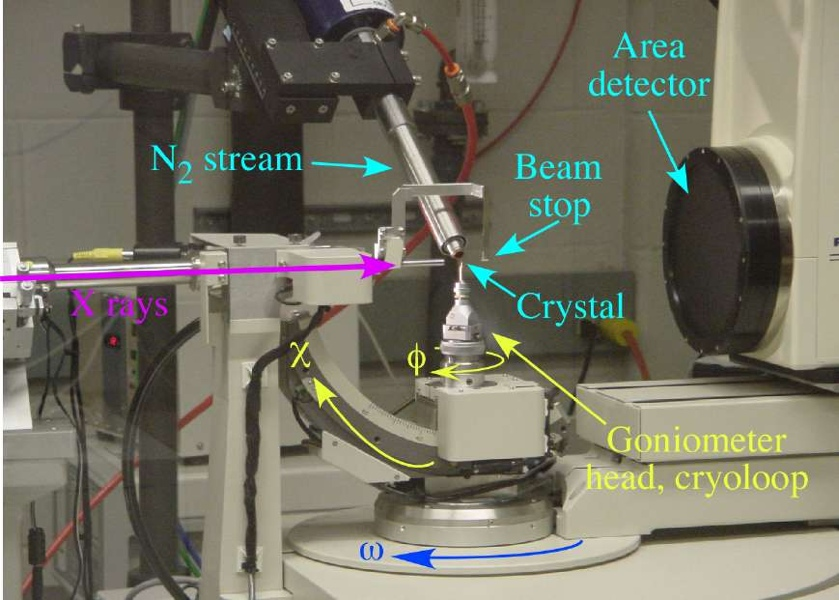 Area
detector
N₂ stream
Beam
stop
X rays
Crystal
χ
ϕ
Goniometer
head, cryoloop
ω